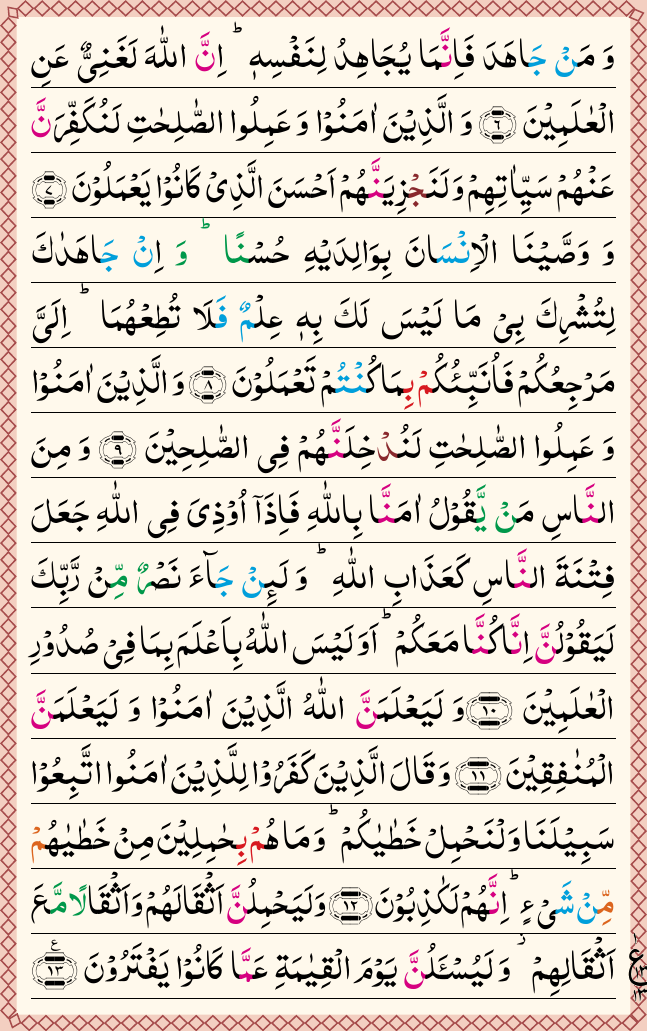 وَ مَنْ جَاهَدَ فَاِنَّمَا يُجَاهِدُ لِنَفْسِهٖ ؕ اِنَّ اللّٰهَ لَغَنِیٌّ عَنِ
الْعٰلَمِيْنَ ﴿۶﴾ وَ الَّذِيْنَ اٰمَنُوْا وَ عَمِلُوا الصّٰلِحٰتِ لَنُكَفِّرَنَّ
عَنْهُمْ سَيِّاٰتِهِمْ وَ لَنَجْزِيَنَّهُمْ اَحْسَنَ الَّذِیْ كَانُوْا يَعْمَلُوْنَ ﴿۷﴾
وَ وَصَّيْنَا الْاِنْسَانَ بِوَالِدَيْهِ حُسْنًا ؕ وَ اِنْ جَاهَدٰكَ
لِتُشْرِكَ بِیْ مَا لَيْسَ لَكَ بِهٖ عِلْمٌ فَلَا تُطِعْهُمَا ؕ اِلَیَّ
مَرْجِعُكُمْ فَاُنَبِّئُكُمْ بِمَا كُنْتُمْ تَعْمَلُوْنَ ﴿۸﴾ وَ الَّذِيْنَ اٰمَنُوْا
وَ عَمِلُوا الصّٰلِحٰتِ لَنُدْخِلَنَّهُمْ فِی الصّٰلِحِيْنَ ﴿۹﴾ وَ مِنَ
النَّاسِ مَنْ يَّقُوْلُ اٰمَنَّا بِاللّٰهِ فَاِذَاۤ اُوْذِیَ فِی اللّٰهِ جَعَلَ
فِتْنَةَ النَّاسِ كَعَذَابِ اللّٰهِ ؕ وَ لَئِنْ جَآءَ نَصْرٌ مِّنْ رَّبِّكَ
لَيَقُوْلُنَّ اِنَّا كُنَّا مَعَكُمْ ؕ اَوَ لَيْسَ اللّٰهُ بِاَعْلَمَ بِمَا فِیْ صُدُوْرِ
الْعٰلَمِيْنَ ﴿۱۰﴾ وَ لَيَعْلَمَنَّ اللّٰهُ الَّذِيْنَ اٰمَنُوْا وَ لَيَعْلَمَنَّ
الْمُنٰفِقِيْنَ ﴿۱۱﴾ وَ قَالَ الَّذِيْنَ كَفَرُوْا لِلَّذِيْنَ اٰمَنُوا اتَّبِعُوْا
سَبِيْلَنَا وَ لْنَحْمِلْ خَطٰيٰكُمْ ؕ وَ مَا هُمْ بِحٰمِلِيْنَ مِنْ خَطٰيٰهُمْ
مِّنْ شَیْءٍ ؕ اِنَّهُمْ لَكٰذِبُوْنَ ﴿۱۲﴾ وَ لَيَحْمِلُنَّ اَثْقَالَهُمْ وَ اَثْقَالًا مَّعَ
اَثْقَالِهِمْ ۫ وَ لَيُسْـَٔلُنَّ يَوْمَ الْقِيٰمَةِ عَمَّا كَانُوْا يَفْتَرُوْنَ ﴿۱۳﴾ ع